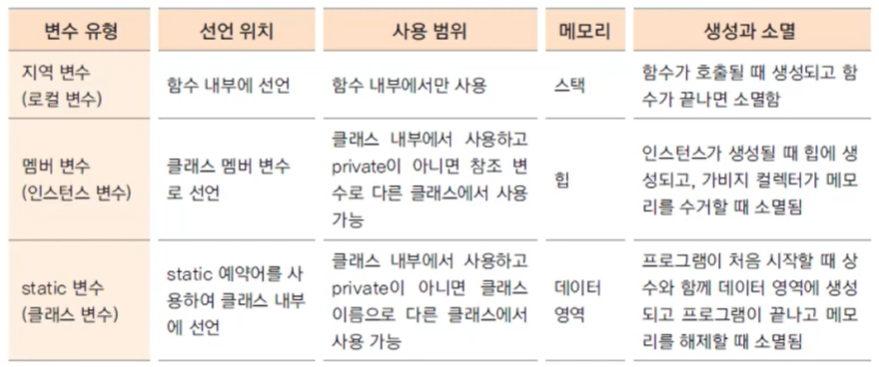 변수 유형 선언 위치 사용 범위 메모리 생성과 소멸
지역 변수
(로컬 변수)
함수 내부에 선언
함수 내부에서만 사용
스택
함수가 호출될 때 생성되고 함
수가 끝나면 소멸함
멤버 변수
(인스턴스 변수)
클래스 멤버 변수
로 선언
클래스 내부에서 사용하고
private이 아니면 참조 변
수로 다른 클래스에서 사용
가능
힙
인스턴스가 생성될 때 힙에 생
성되고, 가비지 컬렉터가 메모
리를 수거할 때 소멸됨
static 변수
(클래스 변수)
static 예약어를 사
용하여 클래스 내부
에 선언
클래스 내부에서 사용하고
private이 아니면 클래스
이름으로 다른 클래스에서
사용 가능
데이터
영역
프로그램이 처음 시작할 때 상
수와 함께 데이터 영역에 생성
되고 프로그램이 끝나고 메모
리를 해제할 때 소멸됨